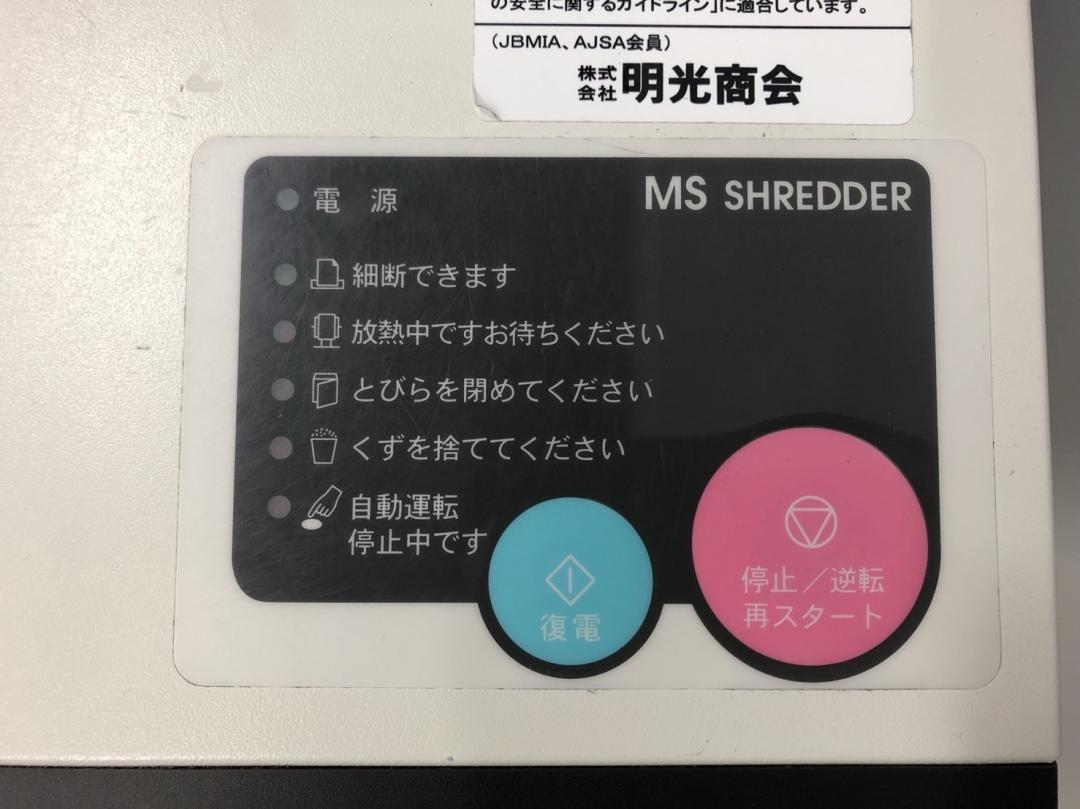 の安全に関するガイドライン」に適合しています。
(JBMIA、AJSA会員)
株式会社 明光商会
MS SHREDDER
電 源
細断できます
放熱中ですお待ちください
とびらを閉めてください
くずを捨ててください
自動運転
停止中です
復電
停止／逆転
再スタート